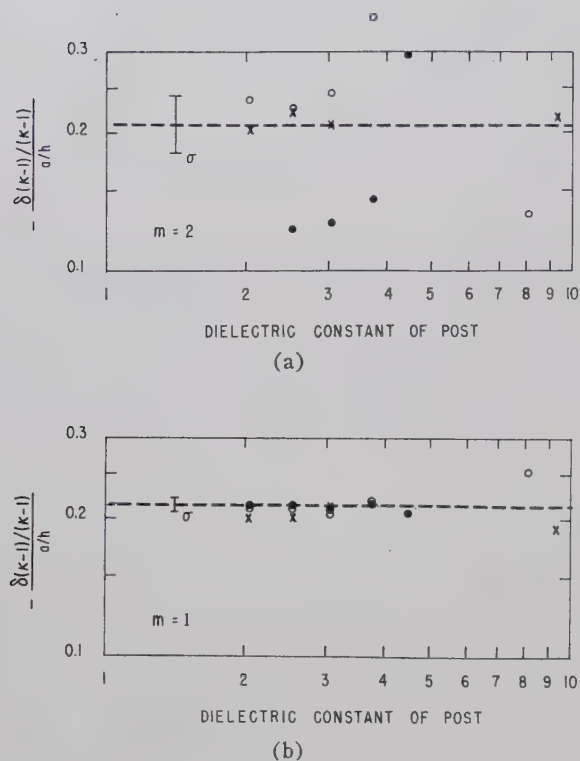 0.3
0.2
0.1
- δ(κ-1)/(κ-1)
a/h
σ
m = 2
1 2 3 4 5 6 7 8 9 10
DIELECTRIC CONSTANT OF POST
(a)
0.3
0.2
0.1
- δ(κ-1)/(κ-1)
a/h
σ
m = 1
1 2 3 4 5 6 7 8 9 10
DIELECTRIC CONSTANT OF POST
(b)